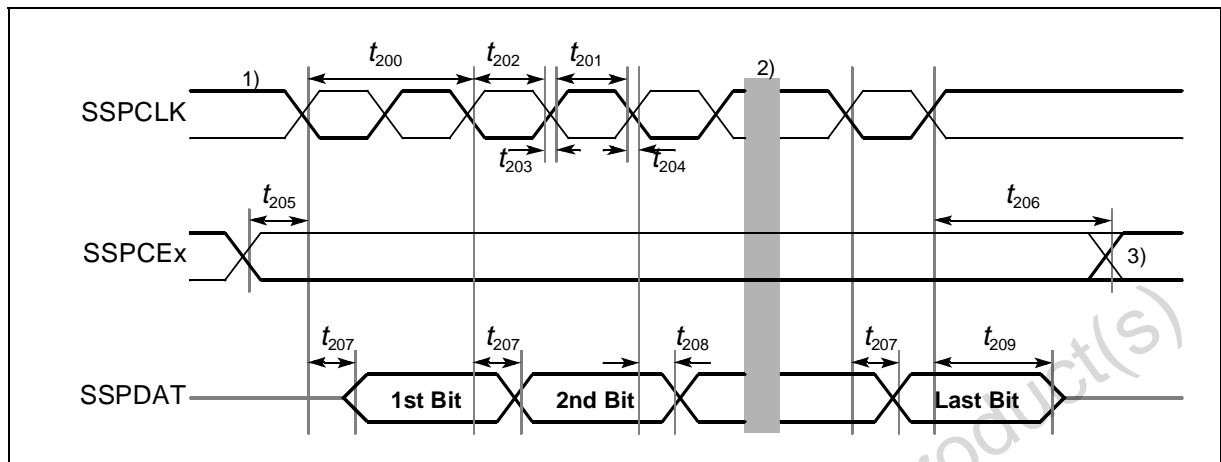 t200 t202 t201
1) 2)
SSPCLK
t203 t204
t205 t206
SSPCEx 3)
t207 t207 t208 t207 t209
SSPDAT 1st Bit 2nd Bit Last Bit
roduct(s)